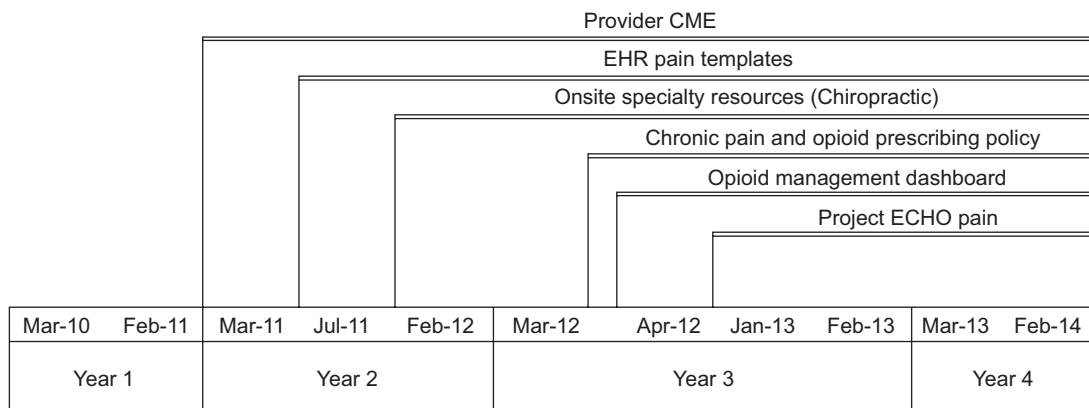 Provider CME
EHR pain templates
Onsite specialty resources (Chiropractic)
Chronic pain and opioid prescribing policy
Opioid management dashboard
Project ECHO pain
Mar-10 Feb-11 Mar-11 Jul-11 Feb-12 Mar-12 Apr-12 Jan-13 Feb-13 Mar-13 Feb-14
Year 1 Year 2 Year 3 Year 4